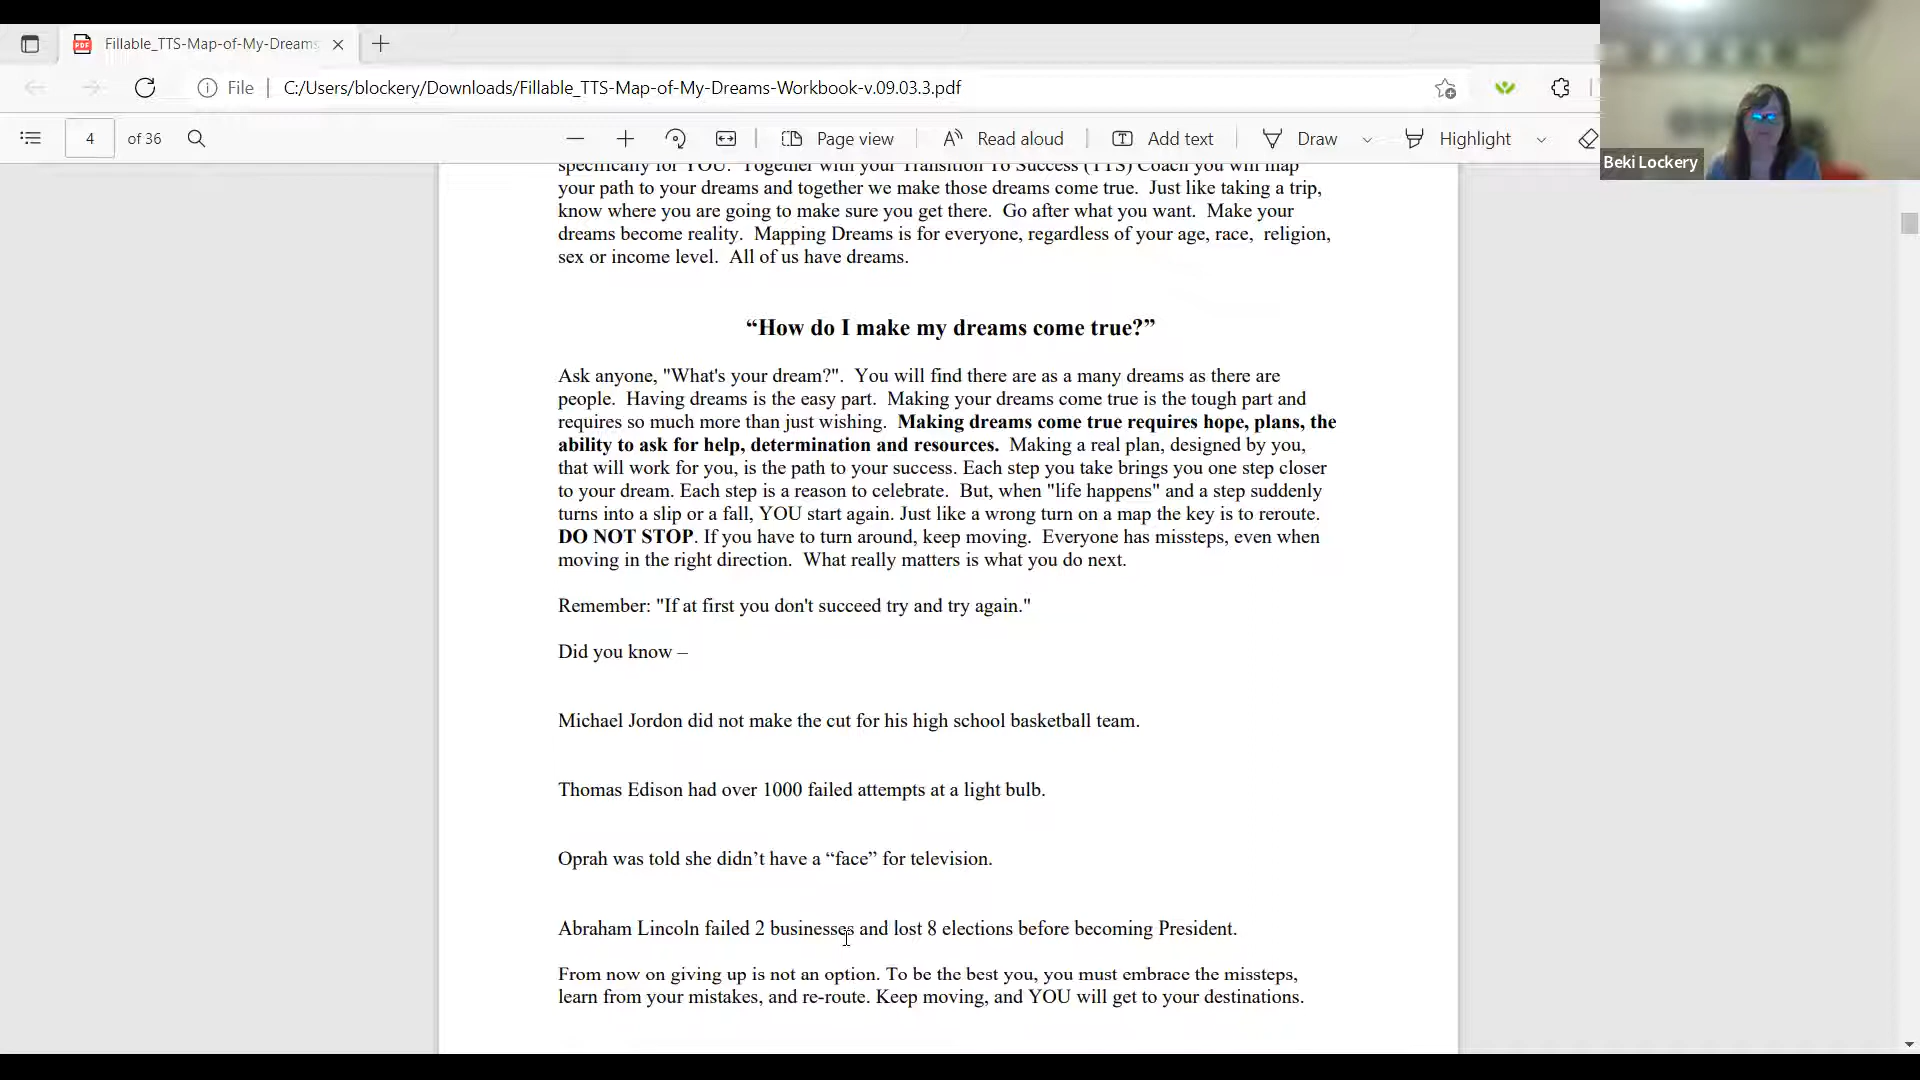 Fillable_TTS-Map-of-My-Dreams
File
C:/Users/blockery/Downloads/Fillable_TTS-Map-of-My-Dreams-Workbook-v.09.03.3.pdf
4 of 36
Page view
Read aloud
Add text
Draw
Highlight
Beki Lockery
specifically for YOU. Together with your Transition To Success (TTS) Coach you will map
your path to your dreams and together we make those dreams come true. Just like taking a trip,
know where you are going to make sure you get there. Go after what you want. Make your
dreams become reality. Mapping Dreams is for everyone, regardless of your age, race, religion,
sex or income level. All of us have dreams.
“How do I make my dreams come true?”
Ask anyone, "What's your dream?". You will find there are as a many dreams as there are
people. Having dreams is the easy part. Making your dreams come true is the tough part and
requires so much more than just wishing. Making dreams come true requires hope, plans, the
ability to ask for help, determination and resources. Making a real plan, designed by you,
that will work for you, is the path to your success. Each step you take brings you one step closer
to your dream. Each step is a reason to celebrate. But, when "life happens" and a step suddenly
turns into a slip or a fall, YOU start again. Just like a wrong turn on a map the key is to reroute.
DO NOT STOP. If you have to turn around, keep moving. Everyone has missteps, even when
moving in the right direction. What really matters is what you do next.
Remember: "If at first you don't succeed try and try again."
Did you know –
Michael Jordon did not make the cut for his high school basketball team.
Thomas Edison had over 1000 failed attempts at a light bulb.
Oprah was told she didn’t have a “face” for television.
Abraham Lincoln failed 2 businesses and lost 8 elections before becoming President.
From now on giving up is not an option. To be the best you, you must embrace the missteps,
learn from your mistakes, and re-route. Keep moving, and YOU will get to your destinations.